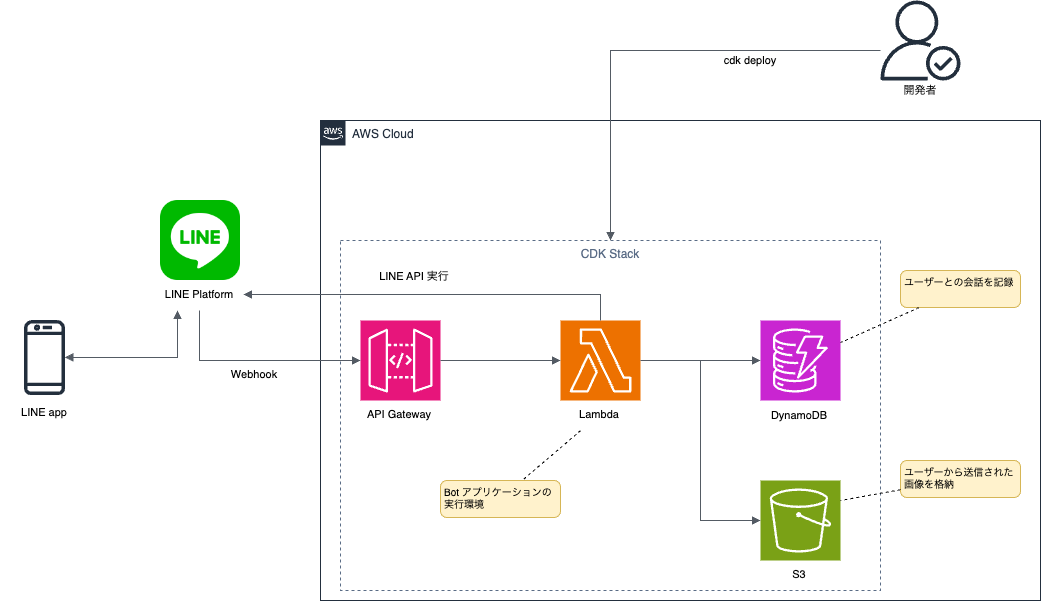 cdk deploy
開発者
aws
AWS Cloud
CDK Stack
LINE
LINE API 実行
LINE Platform
ユーザーとの会話を記録
</>
Webhook
LINE app
API Gateway
Lambda
DynamoDB
Bot アプリケーションの
実行環境
ユーザーから送信された
画像を格納
S3